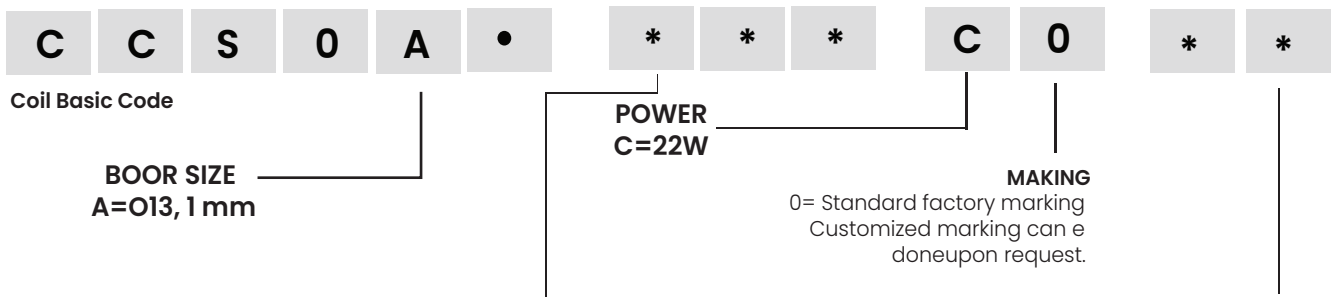 C C S 0 A • * * * C 0 * *
Coil Basic Code
POWER
C=22W
BOOR SIZE
A=O13, 1 mm
MAKING
0= Standard factory marking
Customized marking can e
doneupon request.